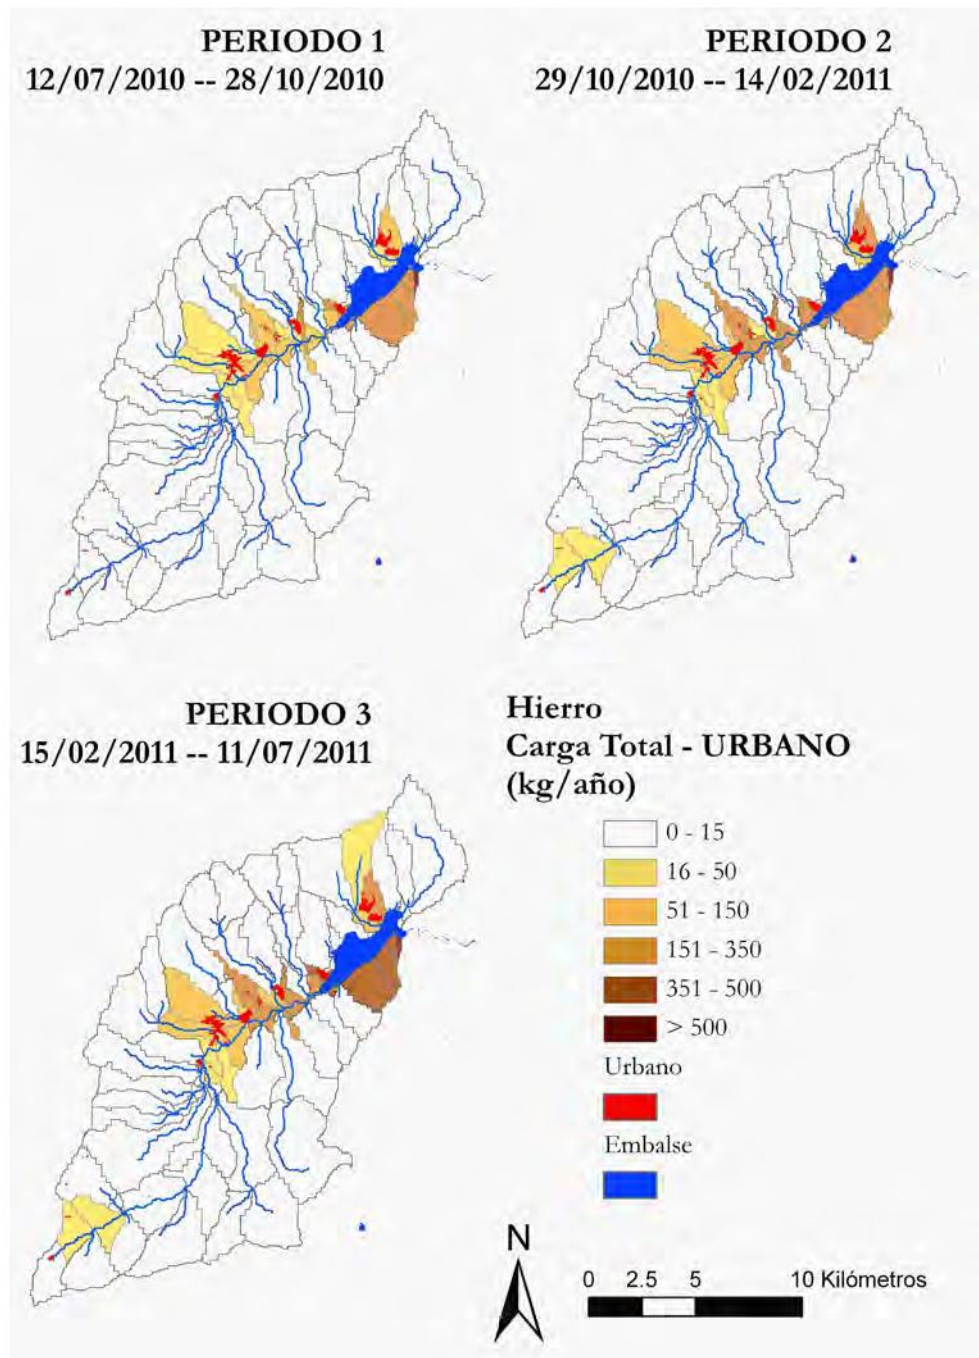 PERIODO 1
12/07/2010 -- 28/10/2010
PERIODO 2
29/10/2010 -- 14/02/2011
PERIODO 3
15/02/2011 -- 11/07/2011
Hierro
Carga Total - URBANO
(kg/año)
0 - 15
16 - 50
51 - 150
151 - 350
351 - 500
> 500
Urbano
Embalse
N
0 2.5 5 10 Kilómetros